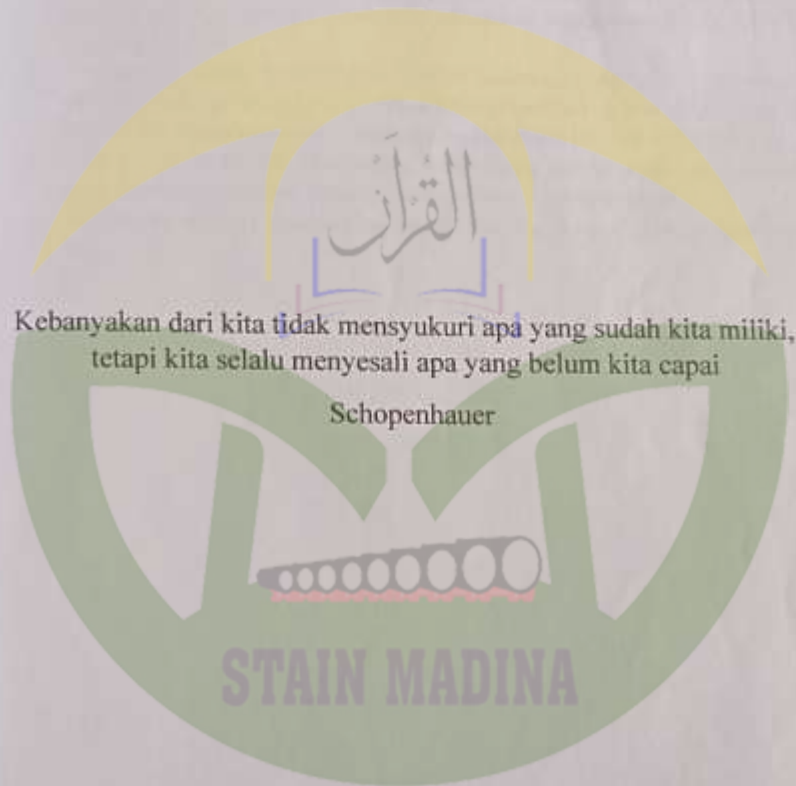 القرآن
Kebanyakan dari kita tidak mensyukuri apa yang sudah kita miliki,
tetapi kita selalu menyesali apa yang belum kita capai
Schopenhauer
STAIN MADINA